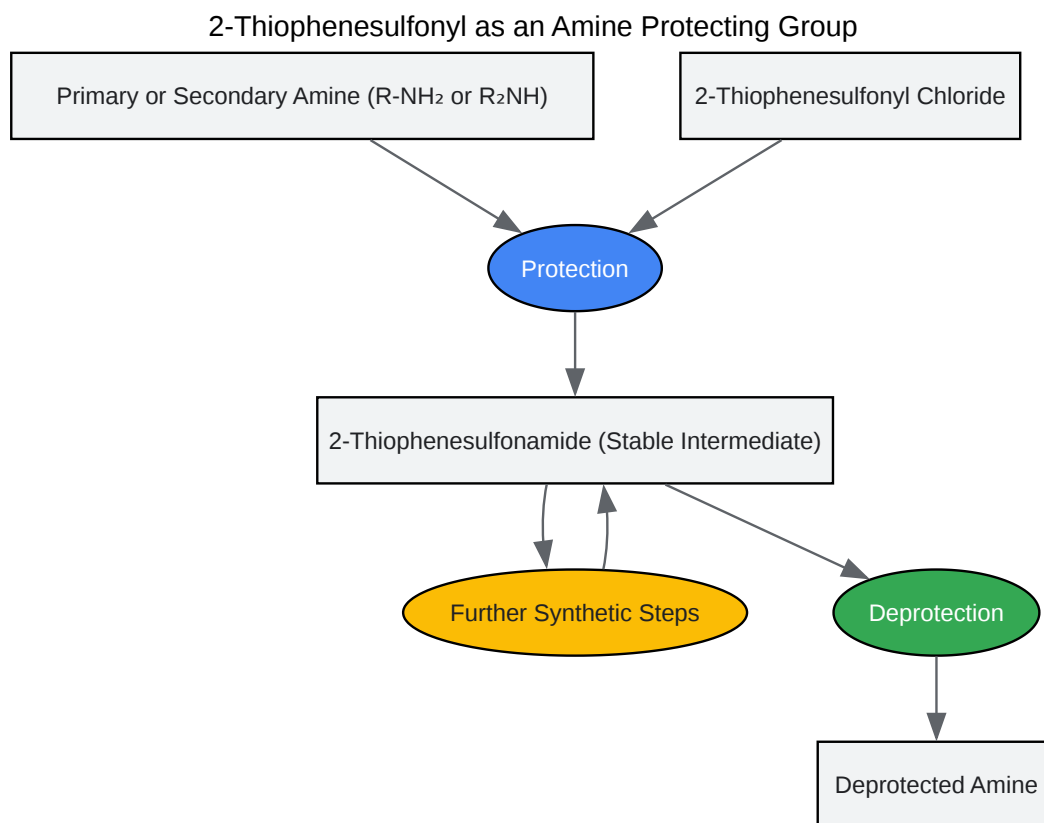 2-Thiophenesulfonyl as an Amine Protecting Group
Primary or Secondary Amine (R-NH₂ or R₂NH)
2-Thiophenesulfonyl Chloride
Protection
2-Thiophenesulfonamide (Stable Intermediate)
Further Synthetic Steps
Deprotection
Deprotected Amine